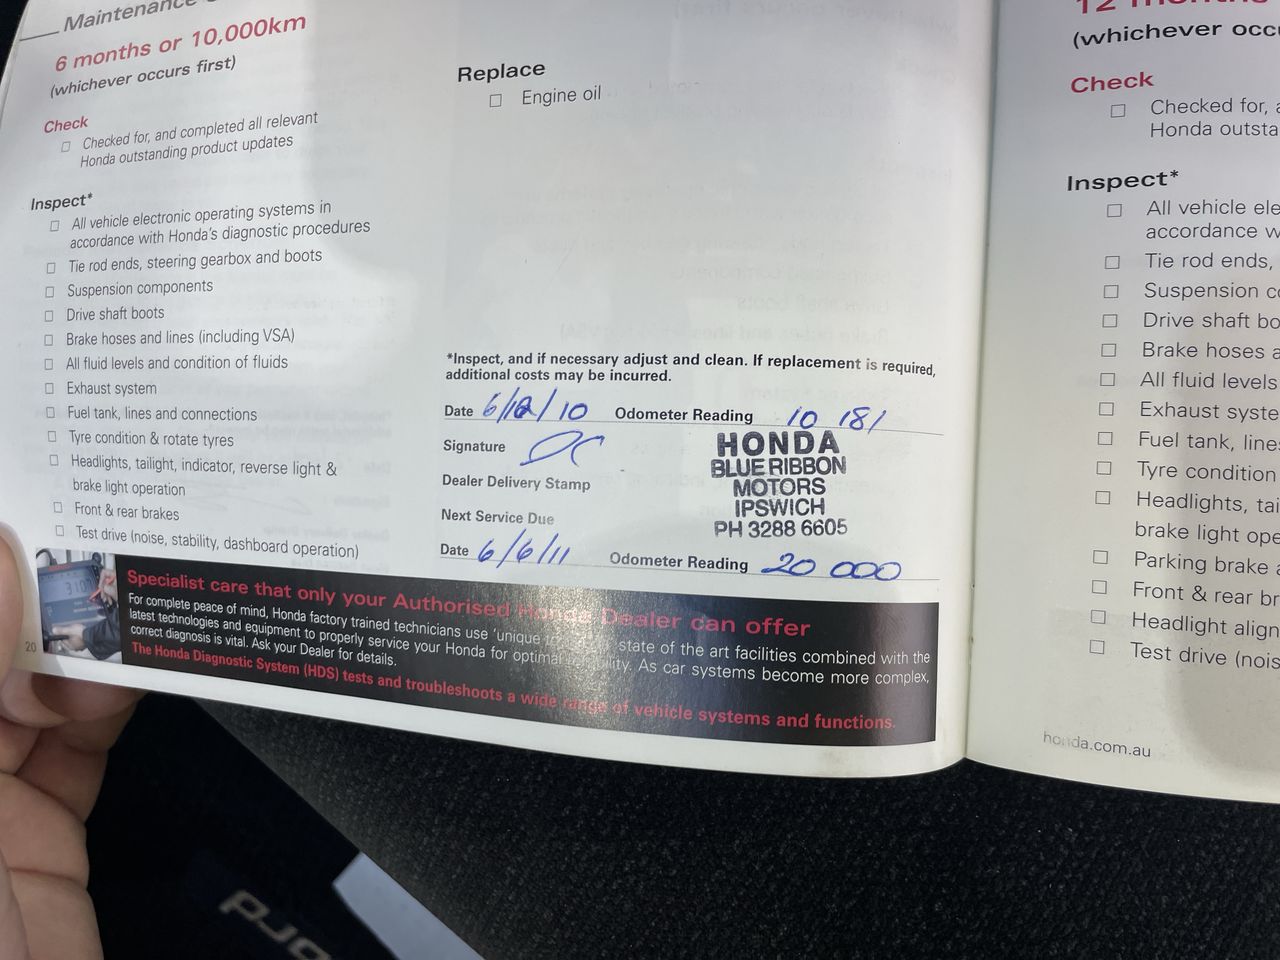 Maintenance
6 months or 10,000km
(whichever occurs first)
Check
☐ Checked for, and completed all relevant
Honda outstanding product updates
Inspect*
☐ All vehicle electronic operating systems in
accordance with Honda's diagnostic procedures
☐ Tie rod ends, steering gearbox and boots
☐ Suspension components
☐ Drive shaft boots
☐ Brake hoses and lines (including VSA)
☐ All fluid levels and condition of fluids
☐ Exhaust system
☐ Fuel tank, lines and connections
☐ Tyre condition & rotate tyres
☐ Headlights, tailight, indicator, reverse light &
brake light operation
☐ Front & rear brakes
☐ Test drive (noise, stability, dashboard operation)
Replace
☐ Engine oil
*Inspect, and if necessary adjust and clean. If replacement is required,
additional costs may be incurred.
Date 6/12/10 Odometer Reading 10 181
Signature
Dealer Delivery Stamp
HONDA
BLUE RIBBON
MOTORS
IPSWICH
PH 3288 6605
Next Service Due
Date 6/6/11 Odometer Reading 20 000
Specialist care that only your Authorised Honda Dealer can offer
For complete peace of mind, Honda factory trained technicians use 'unique state of the art facilities combined with the
latest technologies and equipment to properly service your Honda for optimal As car systems become more complex,
correct diagnosis is vital. Ask your Dealer for details.
The Honda Diagnostic System (HDS) tests and troubleshoots a wide range of vehicle systems and functions.
20
12 months
(whichever occ
Check
☐ Checked for, a
Honda outsta
Inspect*
☐ All vehicle ele
accordance w
☐ Tie rod ends,
☐ Suspension co
☐ Drive shaft bo
☐ Brake hoses a
☐ All fluid levels
☐ Exhaust syste
☐ Fuel tank, line
☐ Tyre condition
☐ Headlights, tai
brake light ope
☐ Parking brake a
☐ Front & rear br
☐ Headlight align
☐ Test drive (nois
honda.com.au